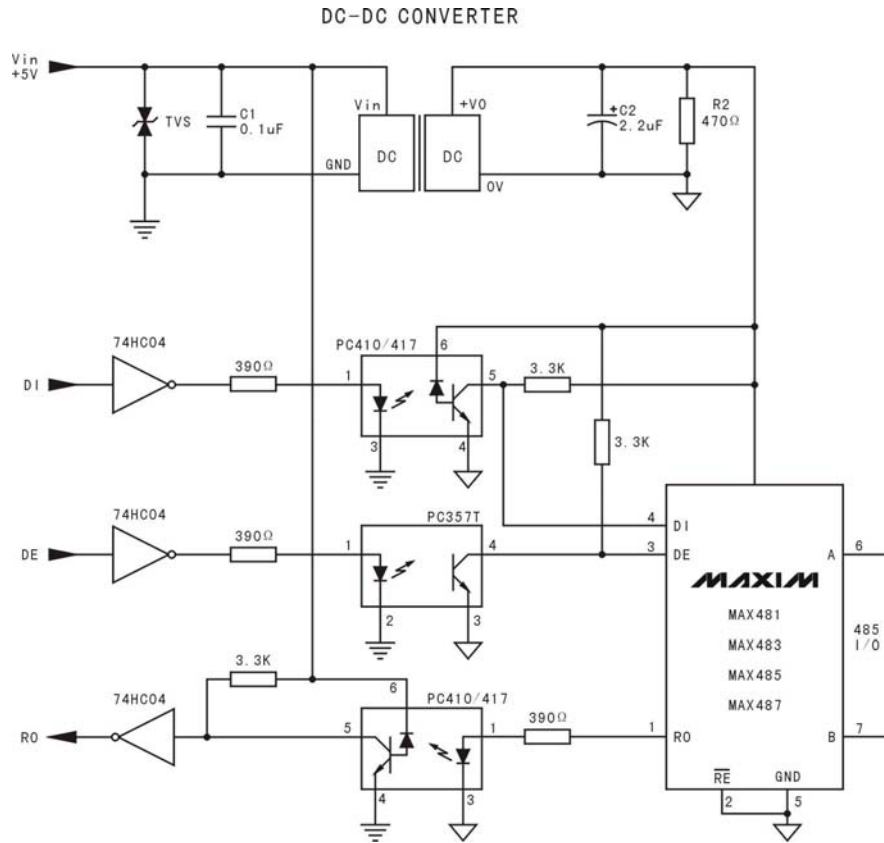 DC-DC CONVERTER
Vin
+5V
TVS
C1
0.1uF
Vin
GND
DC
DC
+V0
0V
+C2
2.2uF
R2
470Ω
74HC04
DI
390Ω
PC410/417
1
3
6
5
4
3.3K
3.3K
74HC04
DE
390Ω
PC357T
1
2
4
3
4 DI
3 DE
MAXIM
MAX481
MAX483
MAX485
MAX487
A 6
485
I/O
B 7
3.3K
74HC04
RO
PC410/417
6
5
4
1
3
390Ω
1 RO
RE GND
2 5